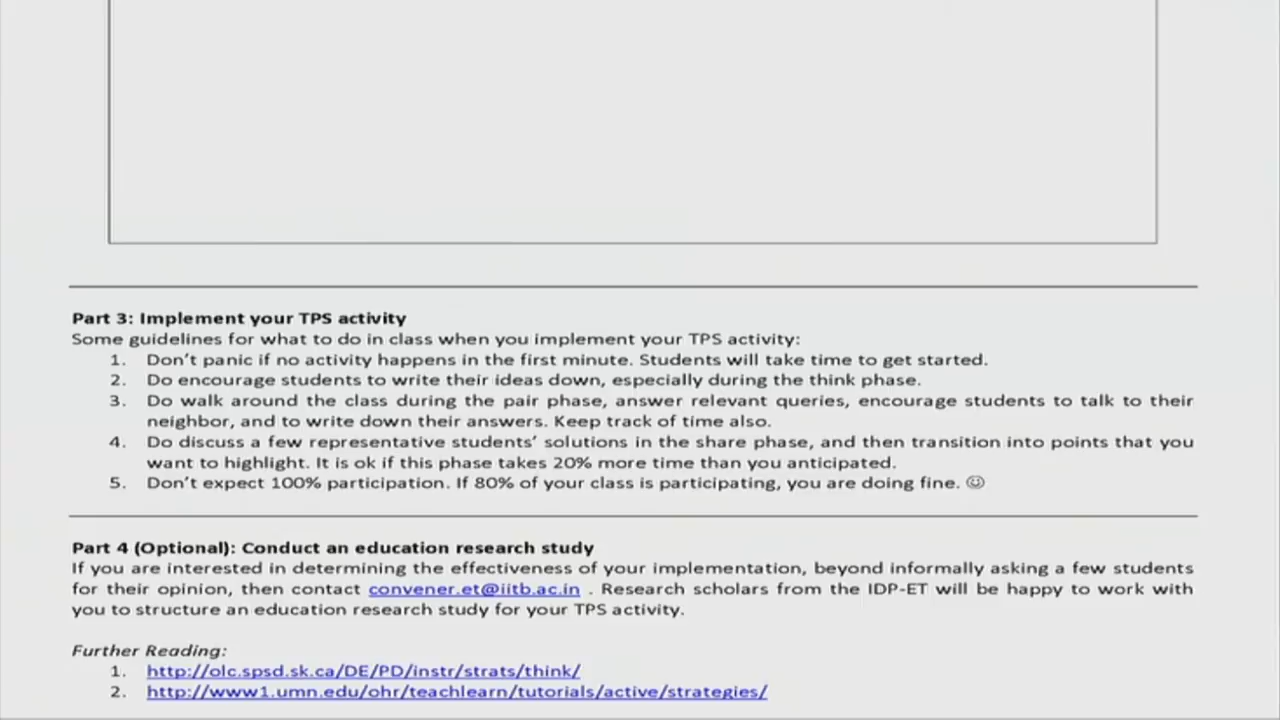 Part 3: Implement your TPS activity
Some guidelines for what to do in class when you implement your TPS activity:
1. Don't panic if no activity happens in the first minute. Students will take time to get started.
2. Do encourage students to write their ideas down, especially during the think phase.
3. Do walk around the class during the pair phase, answer relevant queries, encourage students to talk to their
neighbor, and to write down their answers. Keep track of time also.
4. Do discuss a few representative students' solutions in the share phase, and then transition into points that you
want to highlight. It is ok if this phase takes 20% more time than you anticipated.
5. Don't expect 100% participation. If 80% of your class is participating, you are doing fine. ☺
Part 4 (Optional): Conduct an education research study
If you are interested in determining the effectiveness of your implementation, beyond informally asking a few students
for their opinion, then contact convener.et@iitb.ac.in . Research scholars from the IDP-ET will be happy to work with
you to structure an education research study for your TPS activity.
Further Reading:
1. http://olc.spsd.sk.ca/DE/PD/instr/strats/think/
2. http://www1.umn.edu/ohr/teachlearn/tutorials/active/strategies/